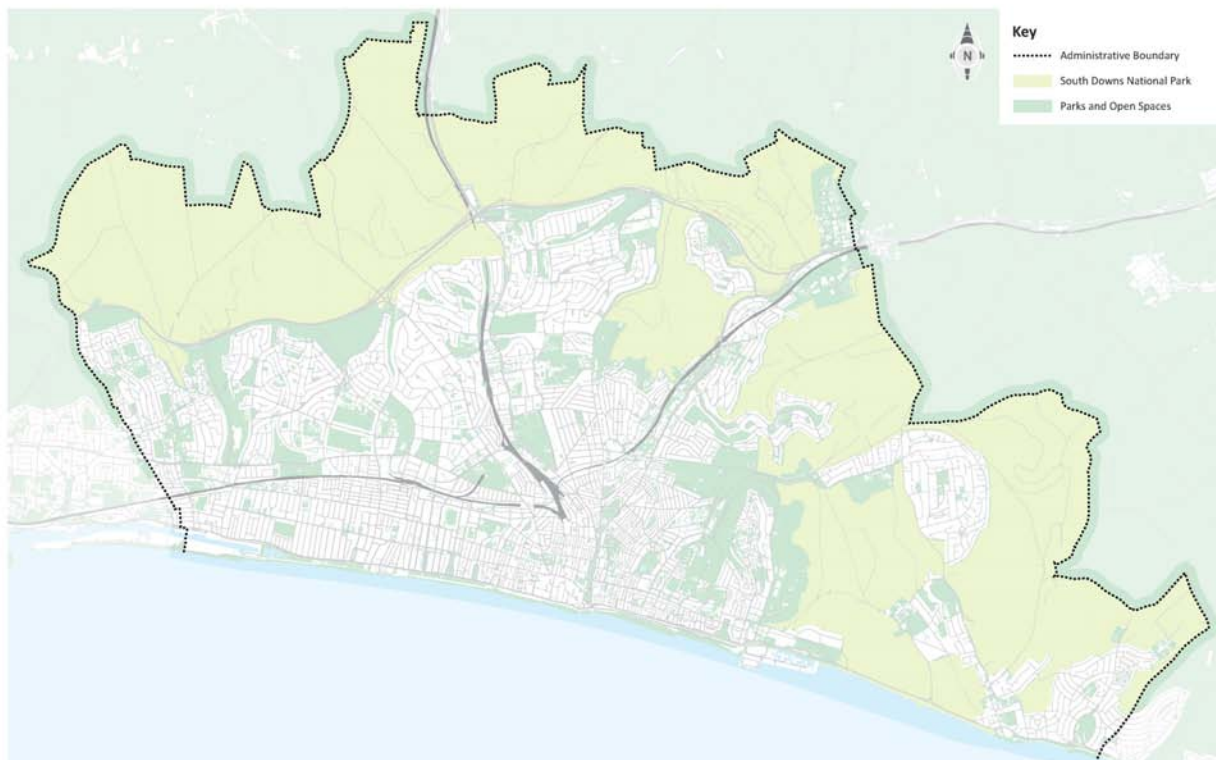 N
Key
Administrative Boundary
South Downs National Park
Parks and Open Spaces